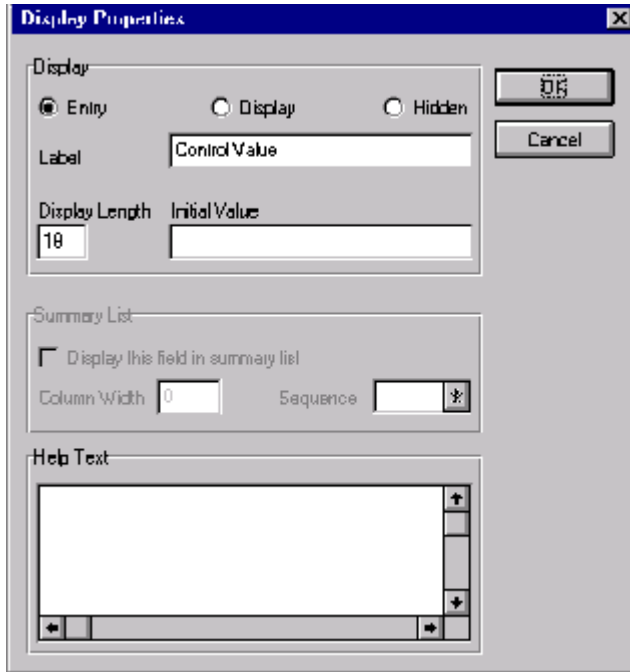 Display Properties
Display
Entry Display Hidden
OK
Cancel
Label Control Value
Display Length Initial Value
18
Summary List
Display this field in summary list
Column Width 0 Sequence
Help Text